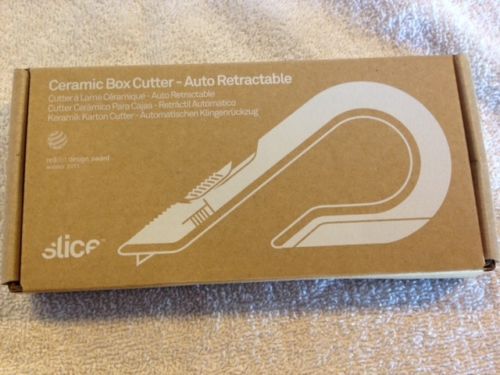 Ceramic Box Cutter - Auto Retractable
Cutter à Lame Céramique - Auto Retractable
Cutter Cerámico Para Cajas - Retráctil Automático
Keramik Karton Cutter - Automatischen Klingenrückzug
reddot design award
winner 2011
slice